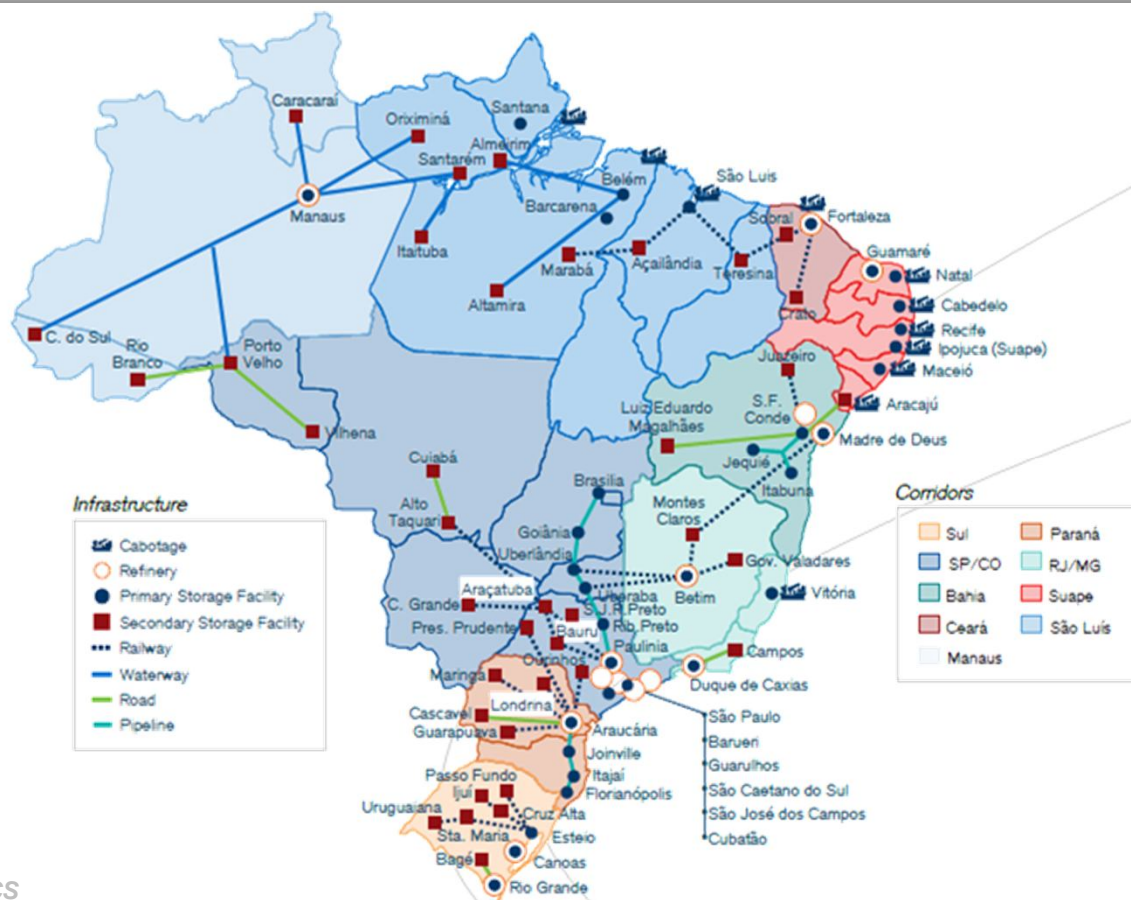 Caracaraí
Oriximiná
Santana
Almeirim
Santarém
Manaus
Belém
São Luis
Barcarena
Sobral
Fortaleza
Itaituba
Marabá
Açailândia
Teresina
Guamaré
Natal
Altamira
Crato
Cabedelo
C. do Sul
Rio
Branco
Porto
Velho
Recife
Ipojuca (Suape)
Juazeiro
Maceió
Luiz Eduardo
Magalhães
S.F.
Conde
Aracajú
Vilhena
Madre de Deus
Cuiabá
Jequié
Brasilia
Itabuna
Alto
Taquari
Montes
Claros
Goiânia
Uberlândia
Gov. Valadares
Araçatuba
Uberaba
Betim
Vitória
C. Grande
S.J.R.Preto
Pres. Prudente
Bauru
Rib. Preto
Paulinia
Ourinhos
Campos
Maringá
Duque de Caxias
Londrina
Cascavel
Guarapuava
Araucária
São Paulo
Barueri
Guarulhos
São Caetano do Sul
São José dos Campos
Cubatão
Joinville
Itajaí
Florianópolis
Passo Fundo
Ijuí
Uruguaiana
Cruz Alta
Sta. Maria
Esteio
Bagé
Canoas
Rio Grande
Infrastructure
Cabotage
Refinery
Primary Storage Facility
Secondary Storage Facility
Railway
Waterway
Road
Pipeline
Corridors
Sul
Paraná
SP/CO
RJ/MG
Bahia
Suape
Ceará
São Luís
Manaus
cs